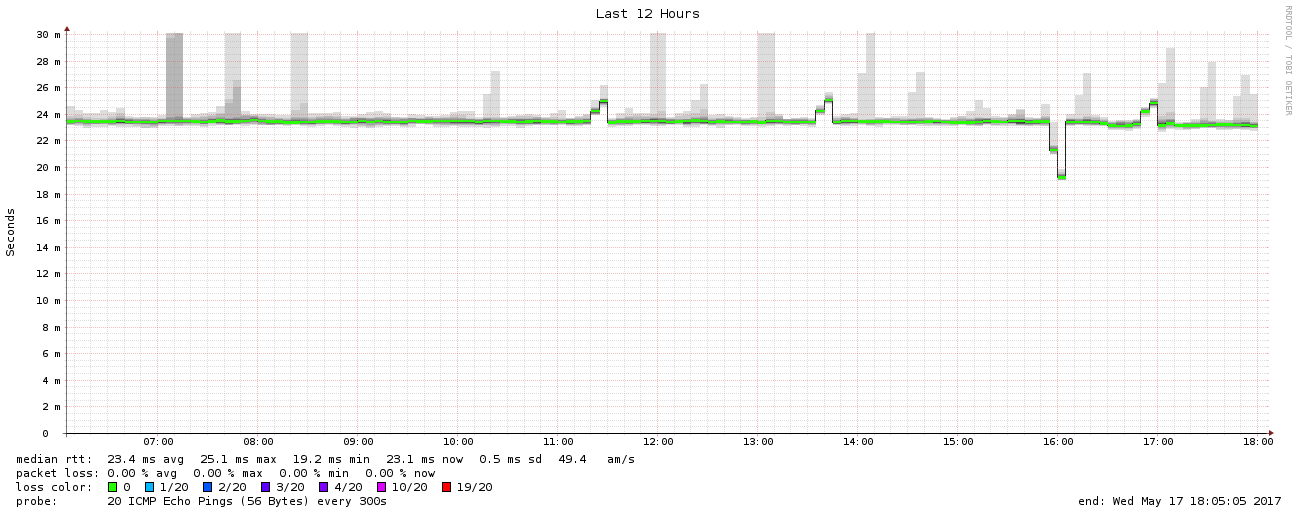 Last 12 Hours
RRDTOOL / TOBI OETIKER
Seconds
30 m
28 m
26 m
24 m
22 m
20 m
18 m
16 m
14 m
12 m
10 m
8 m
6 m
4 m
2 m
0
07:00 08:00 09:00 10:00 11:00 12:00 13:00 14:00 15:00 16:00 17:00 18:00
median rtt: 23.4 ms avg 25.1 ms max 19.2 ms min 23.1 ms now 0.5 ms sd 49.4 am/s
packet loss: 0.00 % avg 0.00 % max 0.00 % min 0.00 % now
loss color: 0 1/20 2/20 3/20 4/20 10/20 19/20
probe: 20 ICMP Echo Pings (56 Bytes) every 300s end: Wed May 17 18:05:05 2017